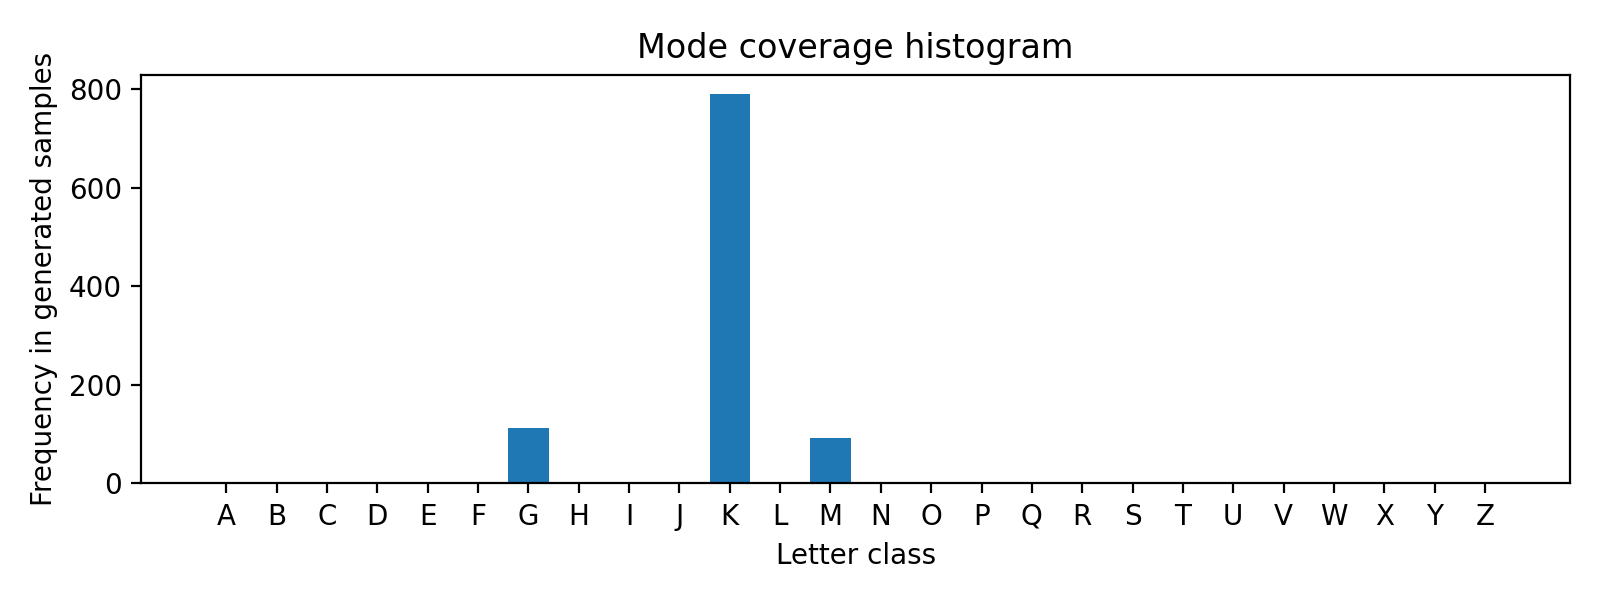 Mode coverage histogram
Frequency in generated samples
800
600
400
200
0
A B C D E F G H I J K L M N O P Q R S T U V W X Y Z
Letter class